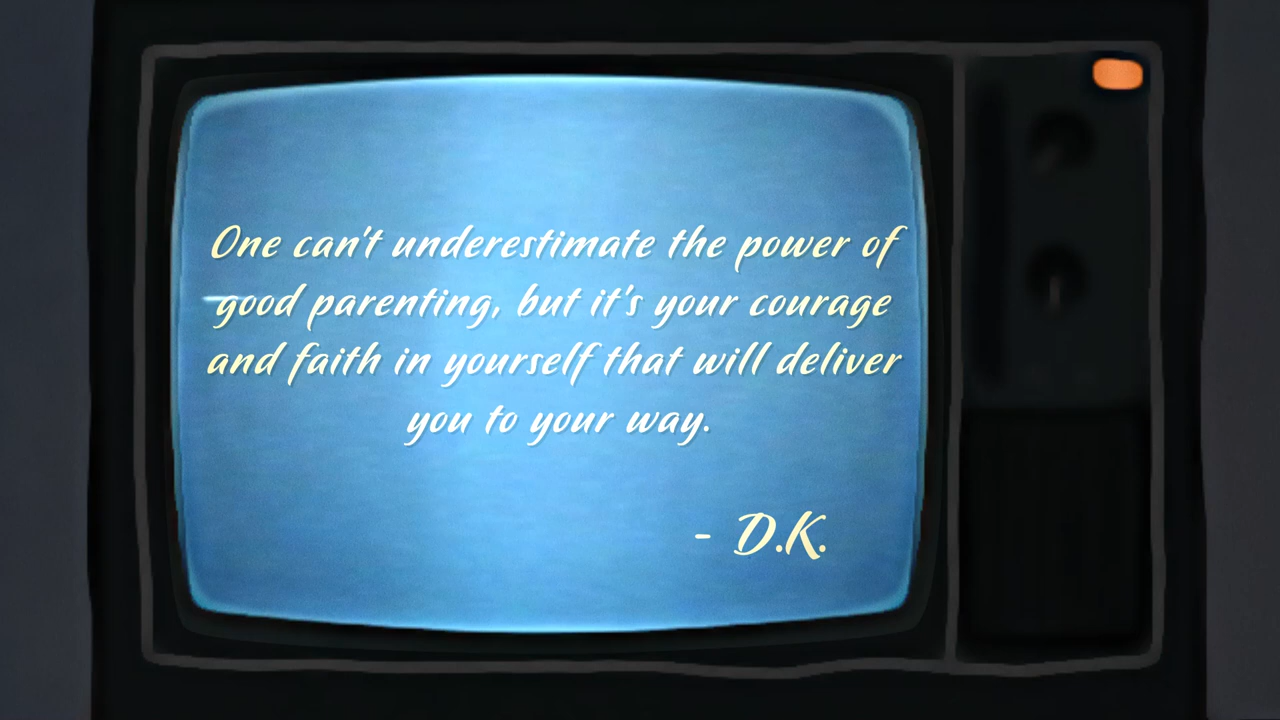 One can't underestimate the power of
good parenting, but it's your courage
and faith in yourself that will deliver
you to your way.
- D.K.